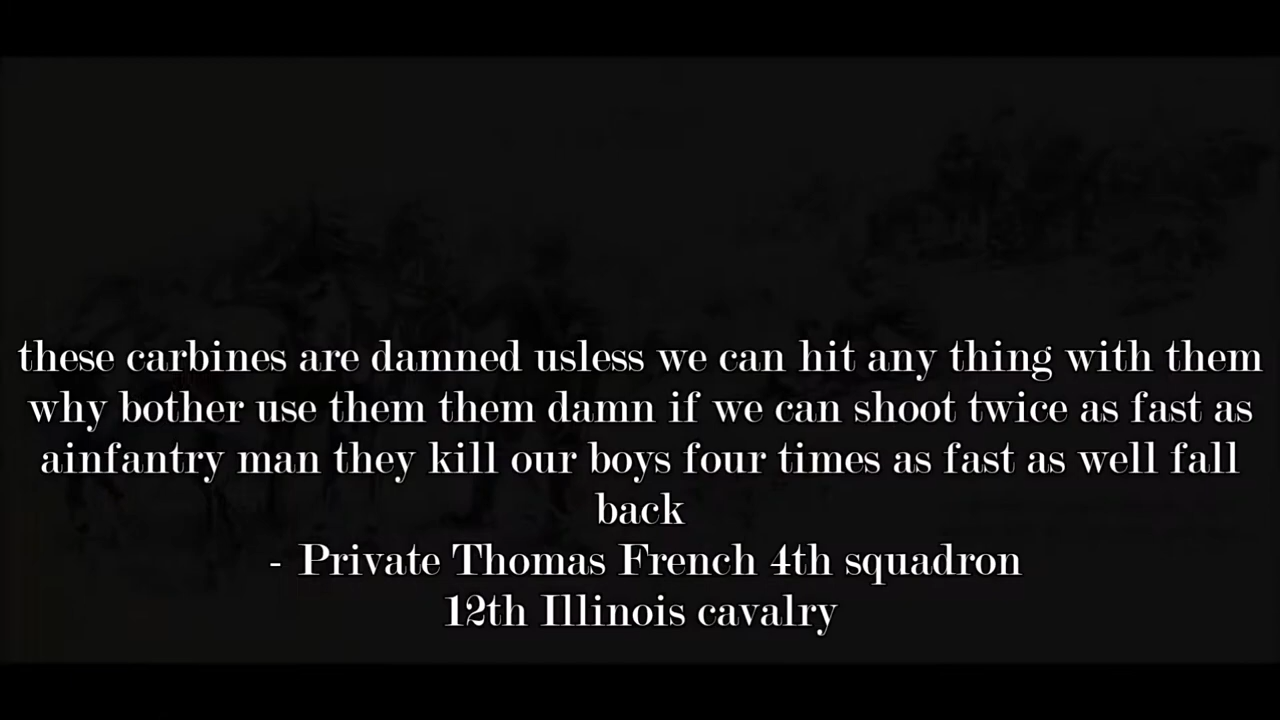 these carbines are damned usless we can hit any thing with them
why bother use them them damn if we can shoot twice as fast as
ainfantry man they kill our boys four times as fast as well fall
back
- Private Thomas French 4th squadron
12th Illinois cavalry